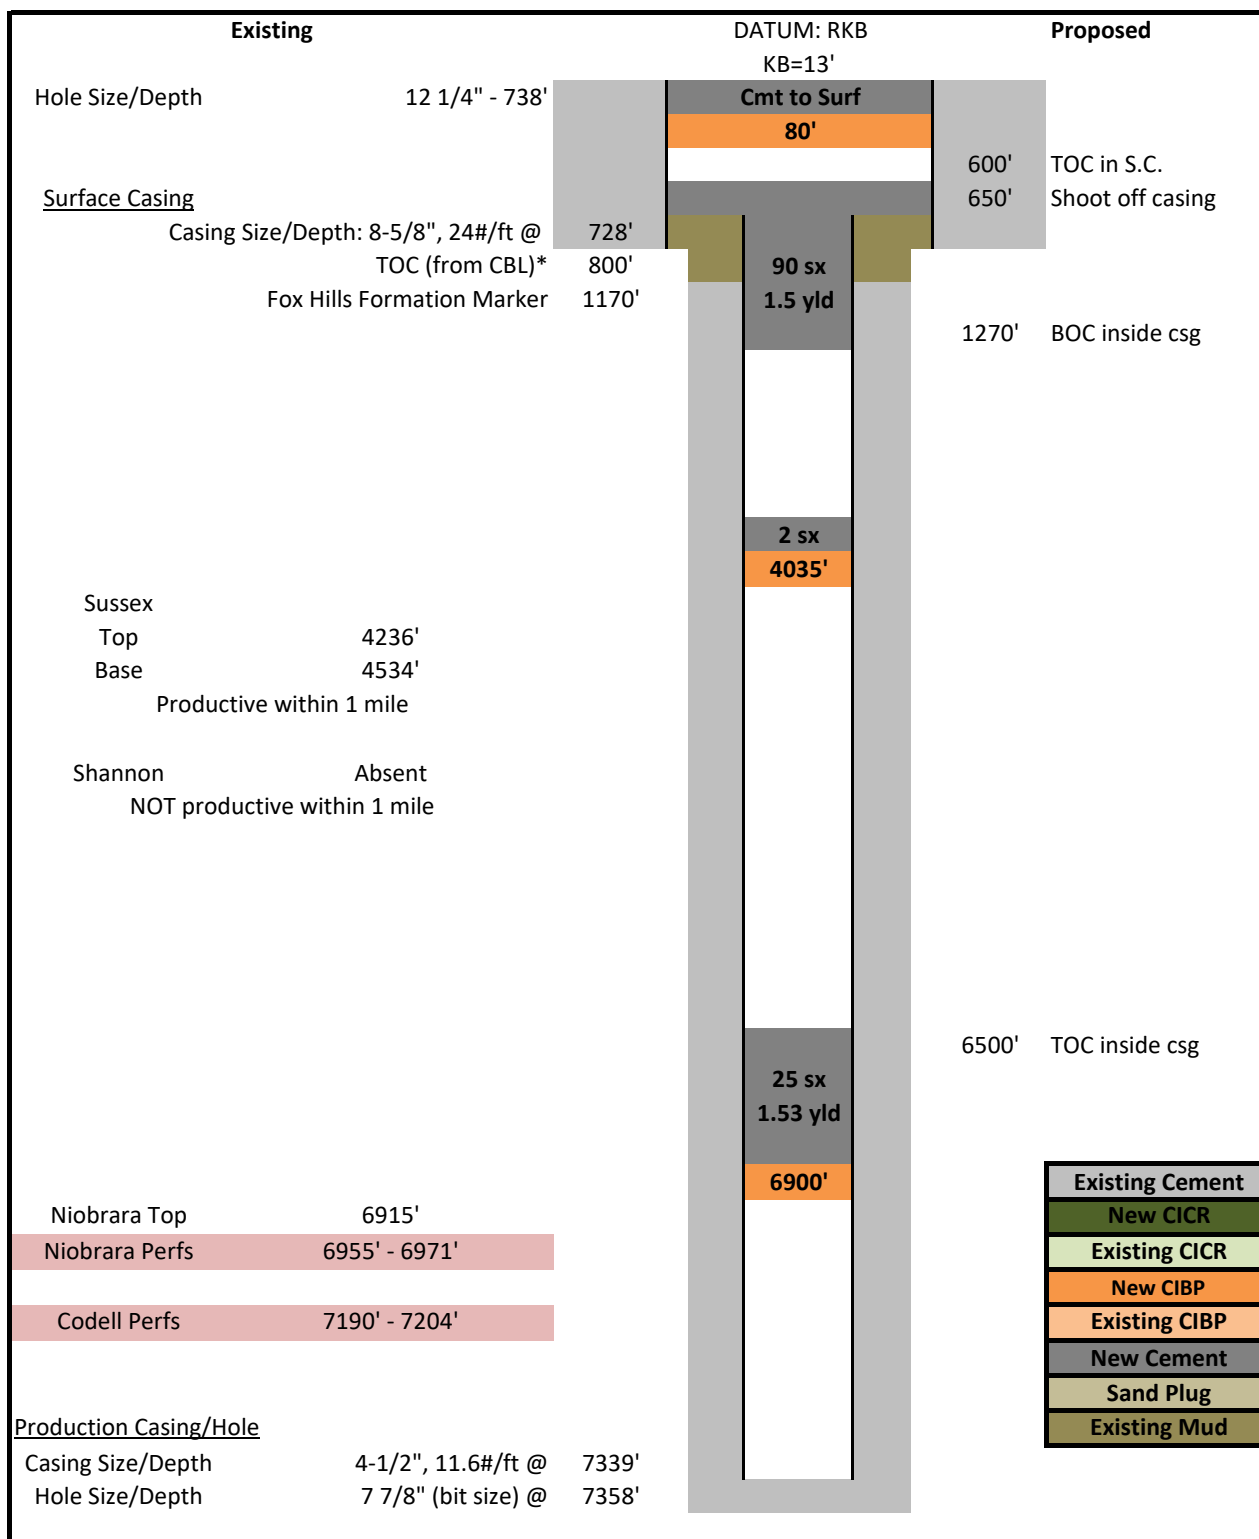 Existing DATUM: RKB Proposed
KB=13'
Hole Size/Depth 12 1/4" - 738' Cmt to Surf
80'
600' TOC in S.C.
Surface Casing 650' Shoot off casing
Casing Size/Depth: 8-5/8", 24#/ft @ 728'
TOC (from CBL)* 800' 90 sx
Fox Hills Formation Marker 1170' 1.5 yld
1270' BOC inside csg
2 sx
4035'
Sussex
Top 4236'
Base 4534'
Productive within 1 mile
Shannon Absent
NOT productive within 1 mile
6500' TOC inside csg
25 sx
1.53 yld
6900' Existing Cement
Niobrara Top 6915' New CICR
Niobrara Perfs 6955' - 6971' Existing CICR
New CIBP
Codell Perfs 7190' - 7204' Existing CIBP
New Cement
Sand Plug
Production Casing/Hole Existing Mud
Casing Size/Depth 4-1/2", 11.6#/ft @ 7339'
Hole Size/Depth 7 7/8" (bit size) @ 7358'